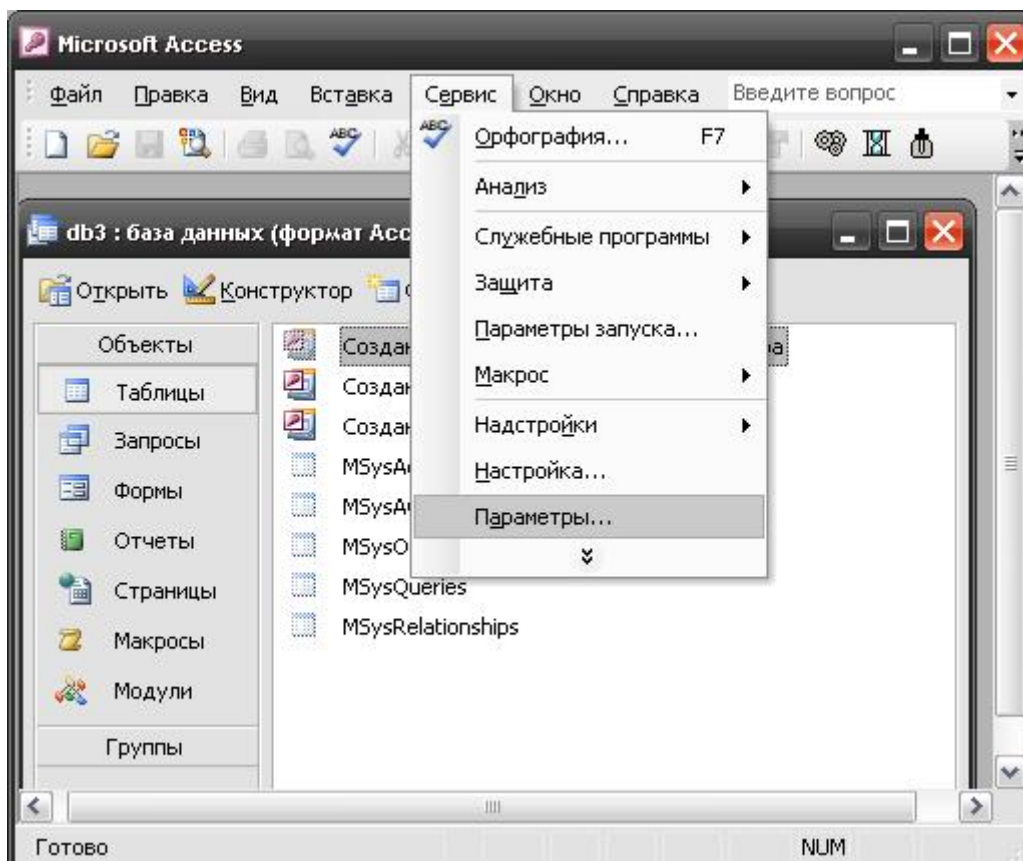 Microsoft Access
Файл Правка Вид Вставка Сервис Окно Справка Введите вопрос
Орфография... F7
Анализ
Служебные программы
Защита
Параметры запуска...
Макрос
Надстройки
Настройка...
Параметры...
db3 : база данных (формат Acc
Открыть Конструктор
Объекты
Таблицы
Запросы
Формы
Отчеты
Страницы
Макросы
Модули
Группы
MSysQueries
MSysRelationships
Готово NUM